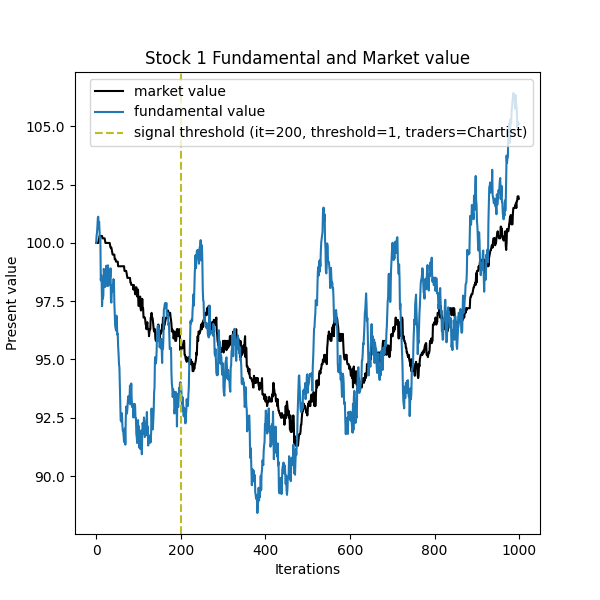 Stock 1 Fundamental and Market value
market value
fundamental value
signal threshold (it=200, threshold=1, traders=Chartist)
Present value
105.0
102.5
100.0
97.5
95.0
92.5
90.0
0 200 400 600 800 1000
Iterations